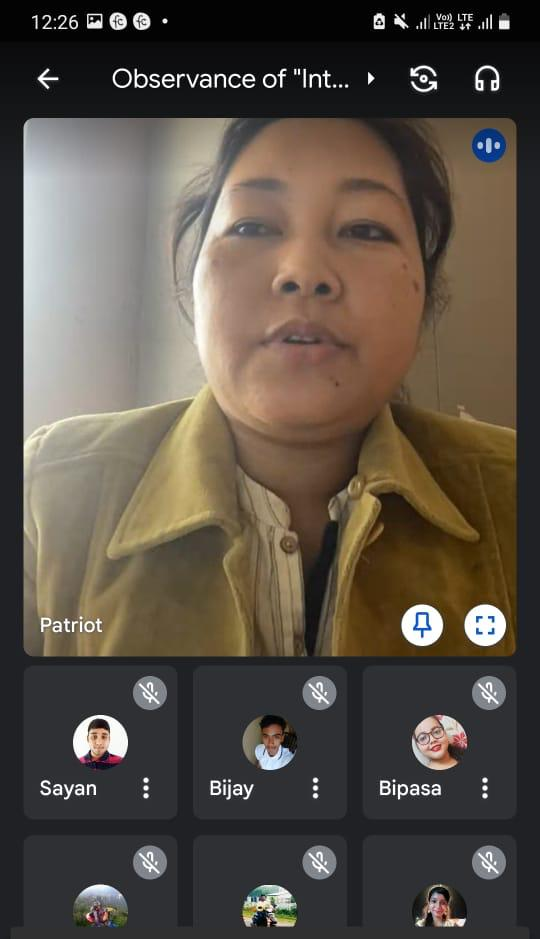 12:26 Vo)) LTE
LTE2
Observance of "Int...
Patriot
Sayan
Bijay
Bipasa